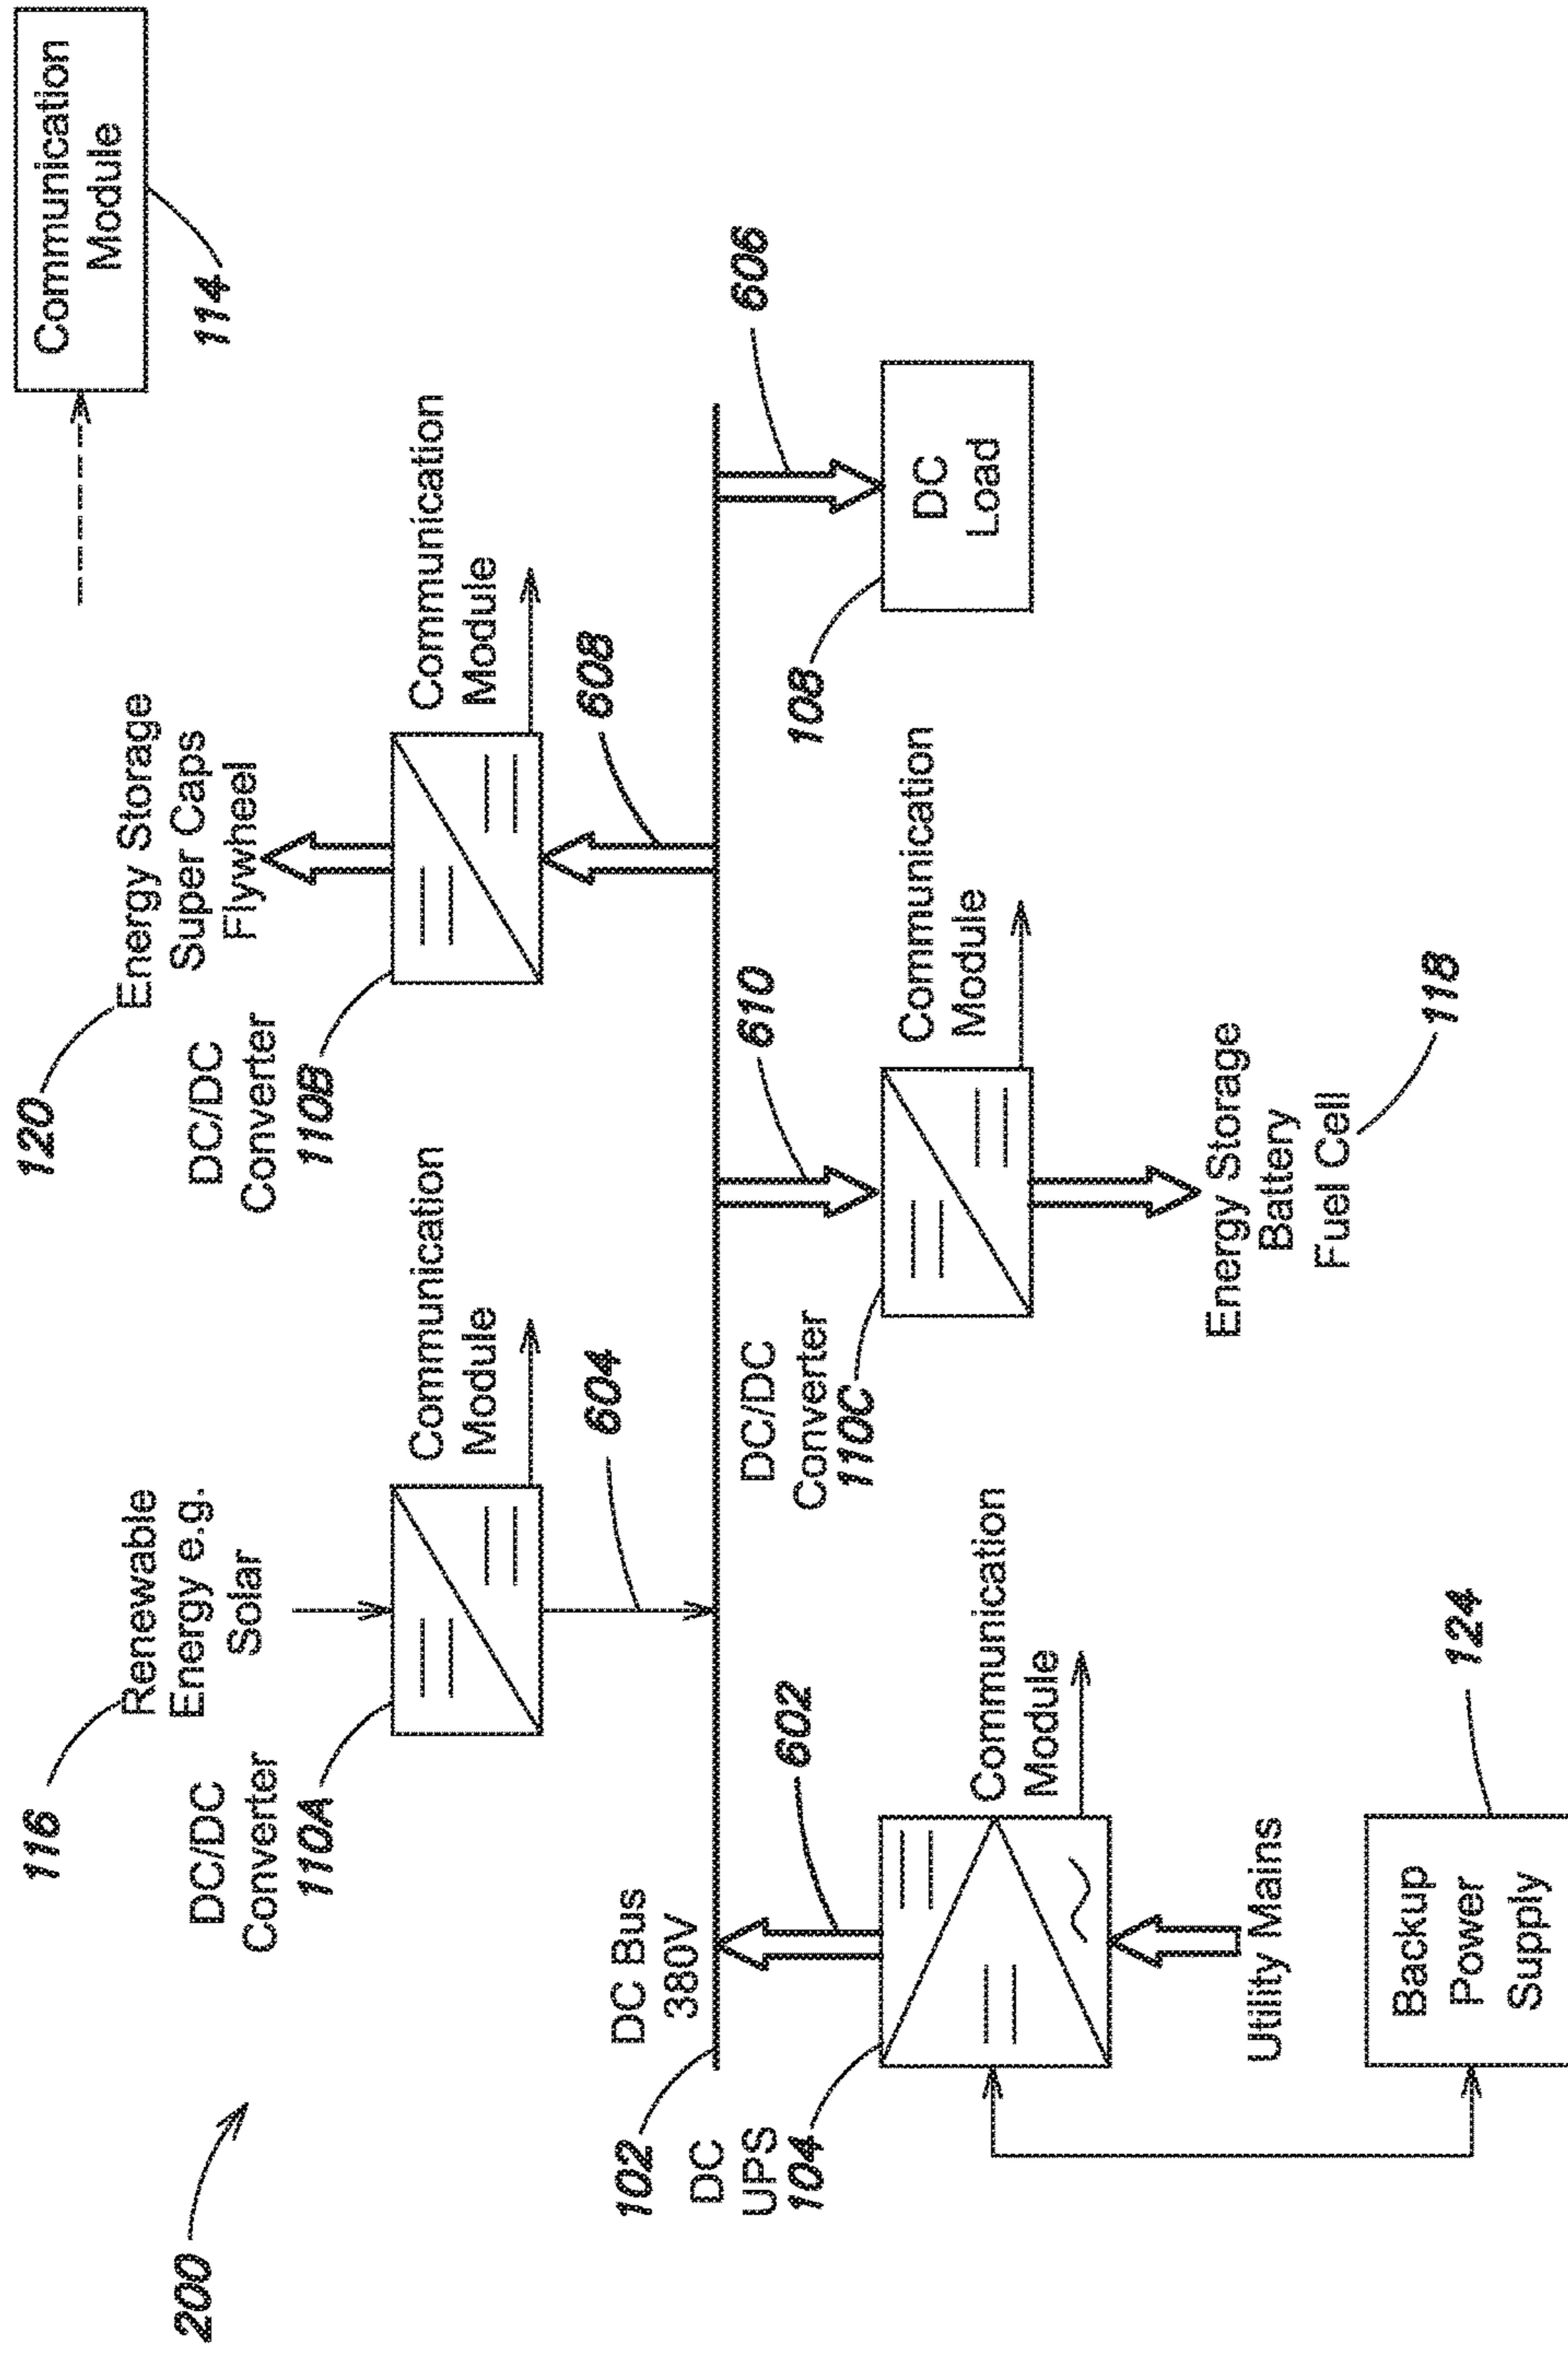 200
116
Renewable
Energy e.g.
Solar
DC/DC
Converter
110A
Communication
Module
604
120
Energy Storage
Super Caps
Flywheel
DC/DC
Converter
110B
Communication
Module
608
Communication
Module
114
DC Bus
380V
102
DC
UPS
104
602
Communication
Module
Utility Mains
Backup
Power
Supply
124
DC/DC
Converter
110C
610
Communication
Module
Energy Storage
Battery
Fuel Cell
118
606
108
DC
Load